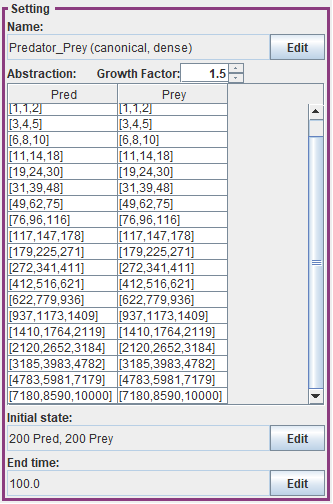 Setting
Name:
Predator_Prey (canonical, dense) Edit
Abstraction: Growth Factor: 1.5
Pred Prey
[1,1,2] [1,1,2]
[3,4,5] [3,4,5]
[6,8,10] [6,8,10]
[11,14,18] [11,14,18]
[19,24,30] [19,24,30]
[31,39,48] [31,39,48]
[49,62,75] [49,62,75]
[76,96,116] [76,96,116]
[117,147,178] [117,147,178]
[179,225,271] [179,225,271]
[272,341,411] [272,341,411]
[412,516,621] [412,516,621]
[622,779,936] [622,779,936]
[937,1173,1409] [937,1173,1409]
[1410,1764,2119] [1410,1764,2119]
[2120,2652,3184] [2120,2652,3184]
[3185,3983,4782] [3185,3983,4782]
[4783,5981,7179] [4783,5981,7179]
[7180,8590,10000] [7180,8590,10000]
Initial state:
200 Pred, 200 Prey Edit
End time:
100.0 Edit